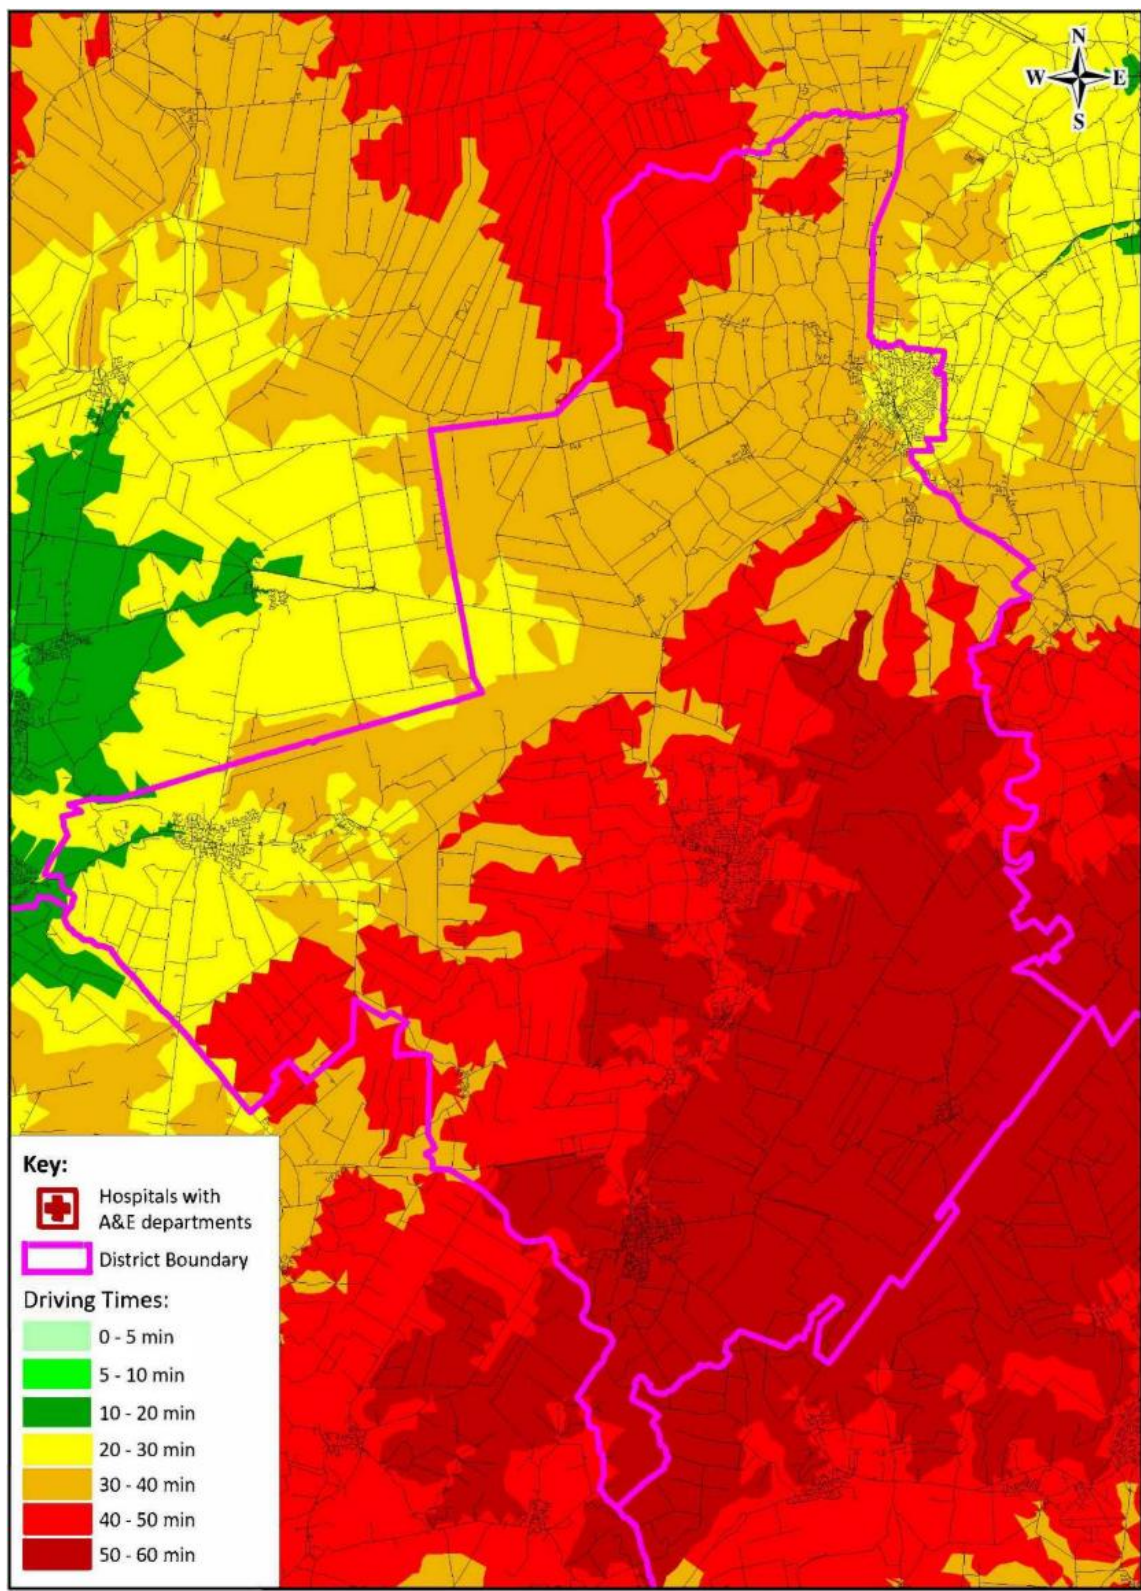 N
W E
S
Key:
Hospitals with
A&E departments
District Boundary
Driving Times:
0 - 5 min
5 - 10 min
10 - 20 min
20 - 30 min
30 - 40 min
40 - 50 min
50 - 60 min